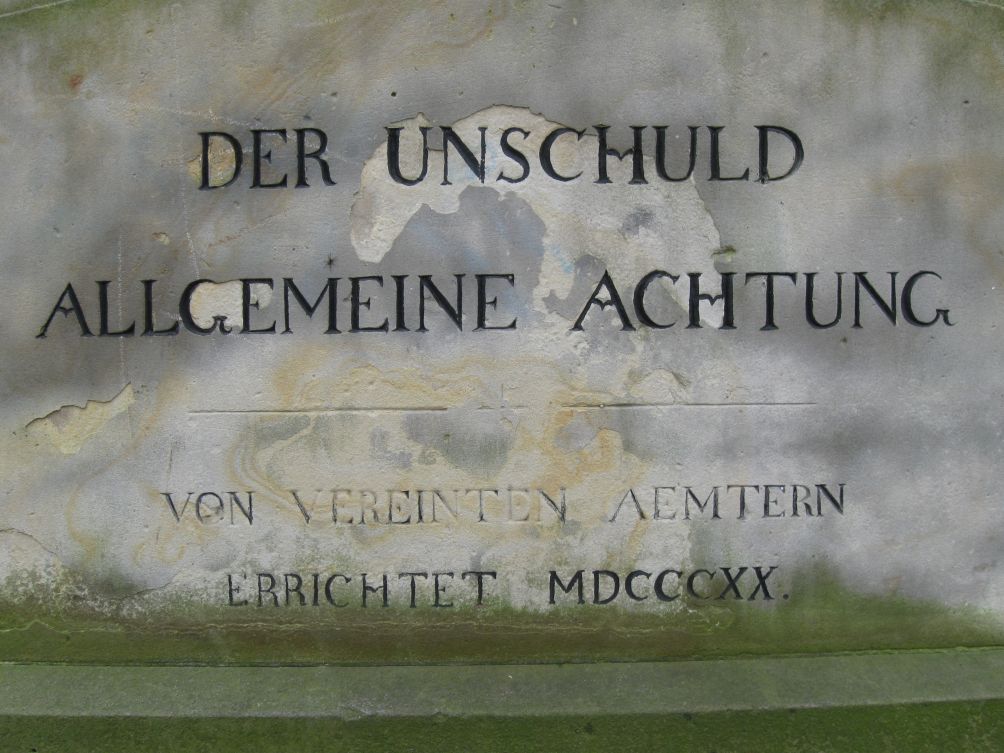 DER UNSCHULD
ALLGEMEINE ACHTUNG
VON VEREINTEN AEMTERN
ERRICHTET MDCCCXX.